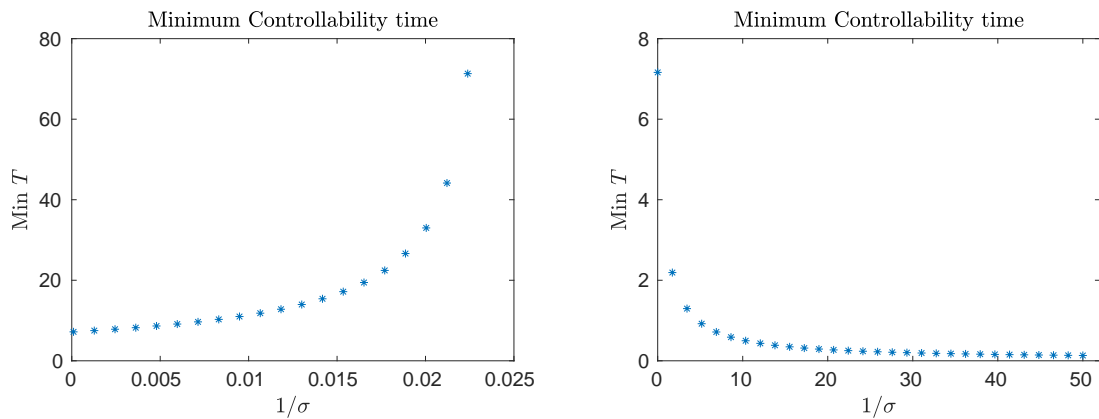 Minimum Controllability time
80
60
40
20
0
Min T
0 0.005 0.01 0.015 0.02 0.025
1/σ
Minimum Controllability time
8
6
4
2
0
Min T
0 10 20 30 40 50
1/σ